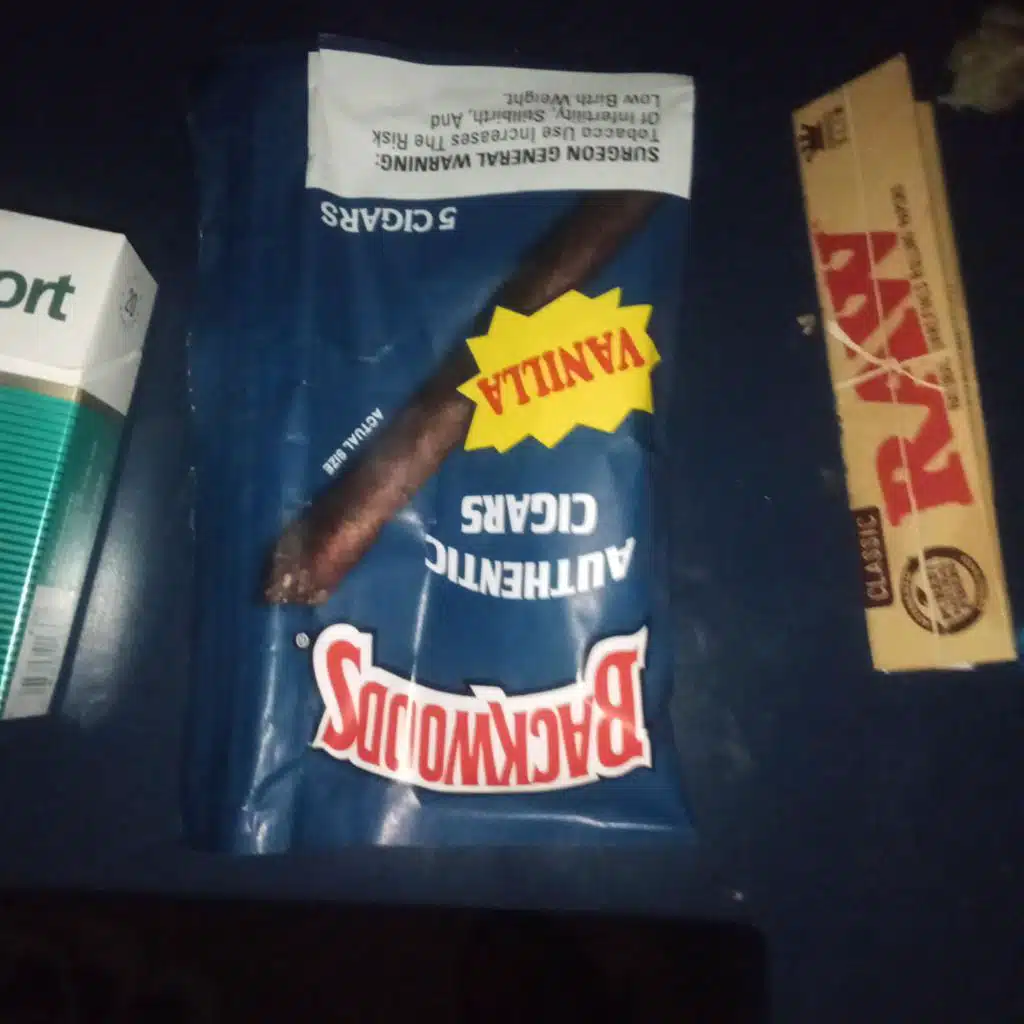 ort
20
SURGEON GENERAL WARNING:
Tobacco Use Increases The Risk
Of Infertility, Stillbirth, And
Low Birth Weight.
5 CIGARS
VANILLA
ACTUAL SIZE
AUTHENTIC
CIGARS
BACKWOODS®
RAW
CLASSIC